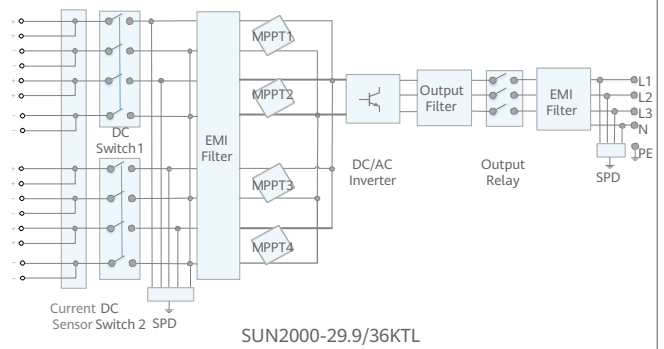 MPPT1
MPPT2
MPPT3
MPPT4
EMI
Filter
DC
Switch 1
DC/AC
Inverter
Output
Filter
Output
Relay
EMI
Filter
L1
L2
L3
N
PE
SPD
Current DC
Sensor Switch 2 SPD
SUN2000-29.9/36KTL